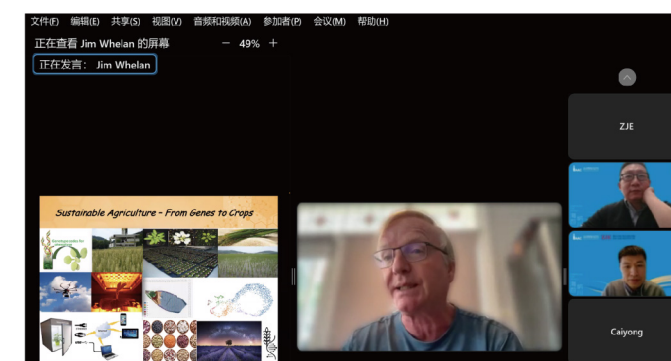 文件(F) 编辑(E) 共享(S) 视图(V) 音频和视频(A) 参加者(P) 会议(M) 帮助(H)
正在查看 Jim Whelan 的屏幕 － 49% ＋
正在发言： Jim Whelan
ZJE
Sustainable Agriculture – From Genes to Crops
Caiyong